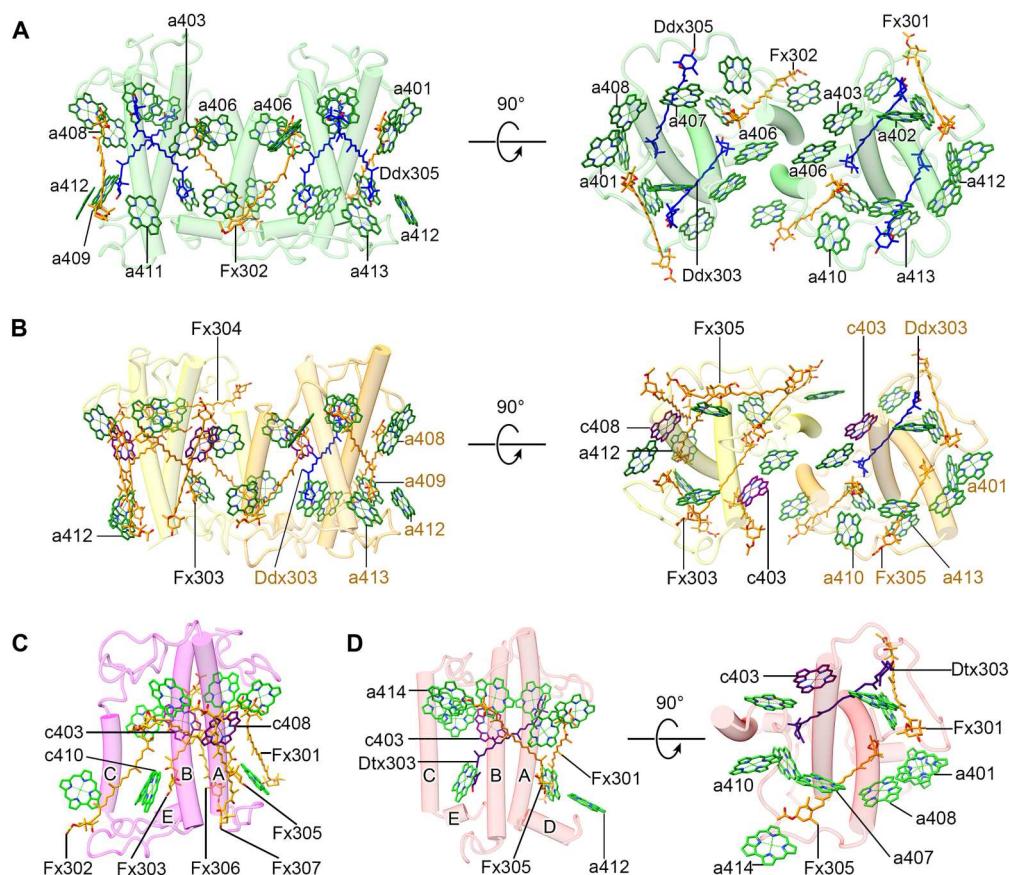 A
a403
a408
a406
a406
a401
a412
Ddx305
a409
a411
Fx302
a413
a412
90°
Ddx305
Fx302
Fx301
a408
a407
a403
a406
a402
a401
a406
a412
Ddx303
a410
a413
B
Fx304
a408
a409
a412
a412
Fx303
Ddx303
a413
90°
Fx305
c403
Ddx303
c408
a412
a401
Fx303
c403
a410
Fx305
a413
C
c403
c408
c410
Fx301
C
B
A
E
Fx305
Fx302
Fx303
Fx306
Fx307
D
a414
c403
Dtx303
C
B
A
Fx301
E
D
Fx305
a412
90°
c403
Dtx303
Fx301
a410
a401
a408
a414
Fx305
a407